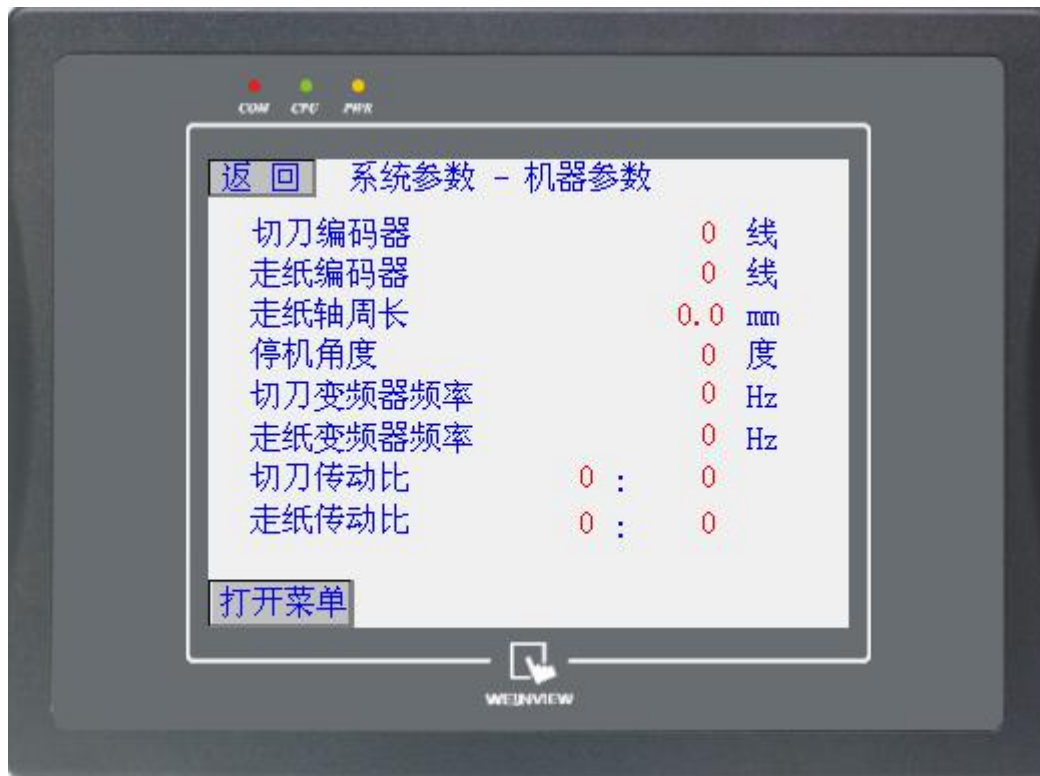 COM CPU PWR
返 回 系统参数 - 机器参数
切刀编码器 0 线
走纸编码器 0 线
走纸轴周长 0.0 mm
停机角度 0 度
切刀变频器频率 0 Hz
走纸变频器频率 0 Hz
切刀传动比 0 : 0
走纸传动比 0 : 0
打开菜单
WEINVIEW